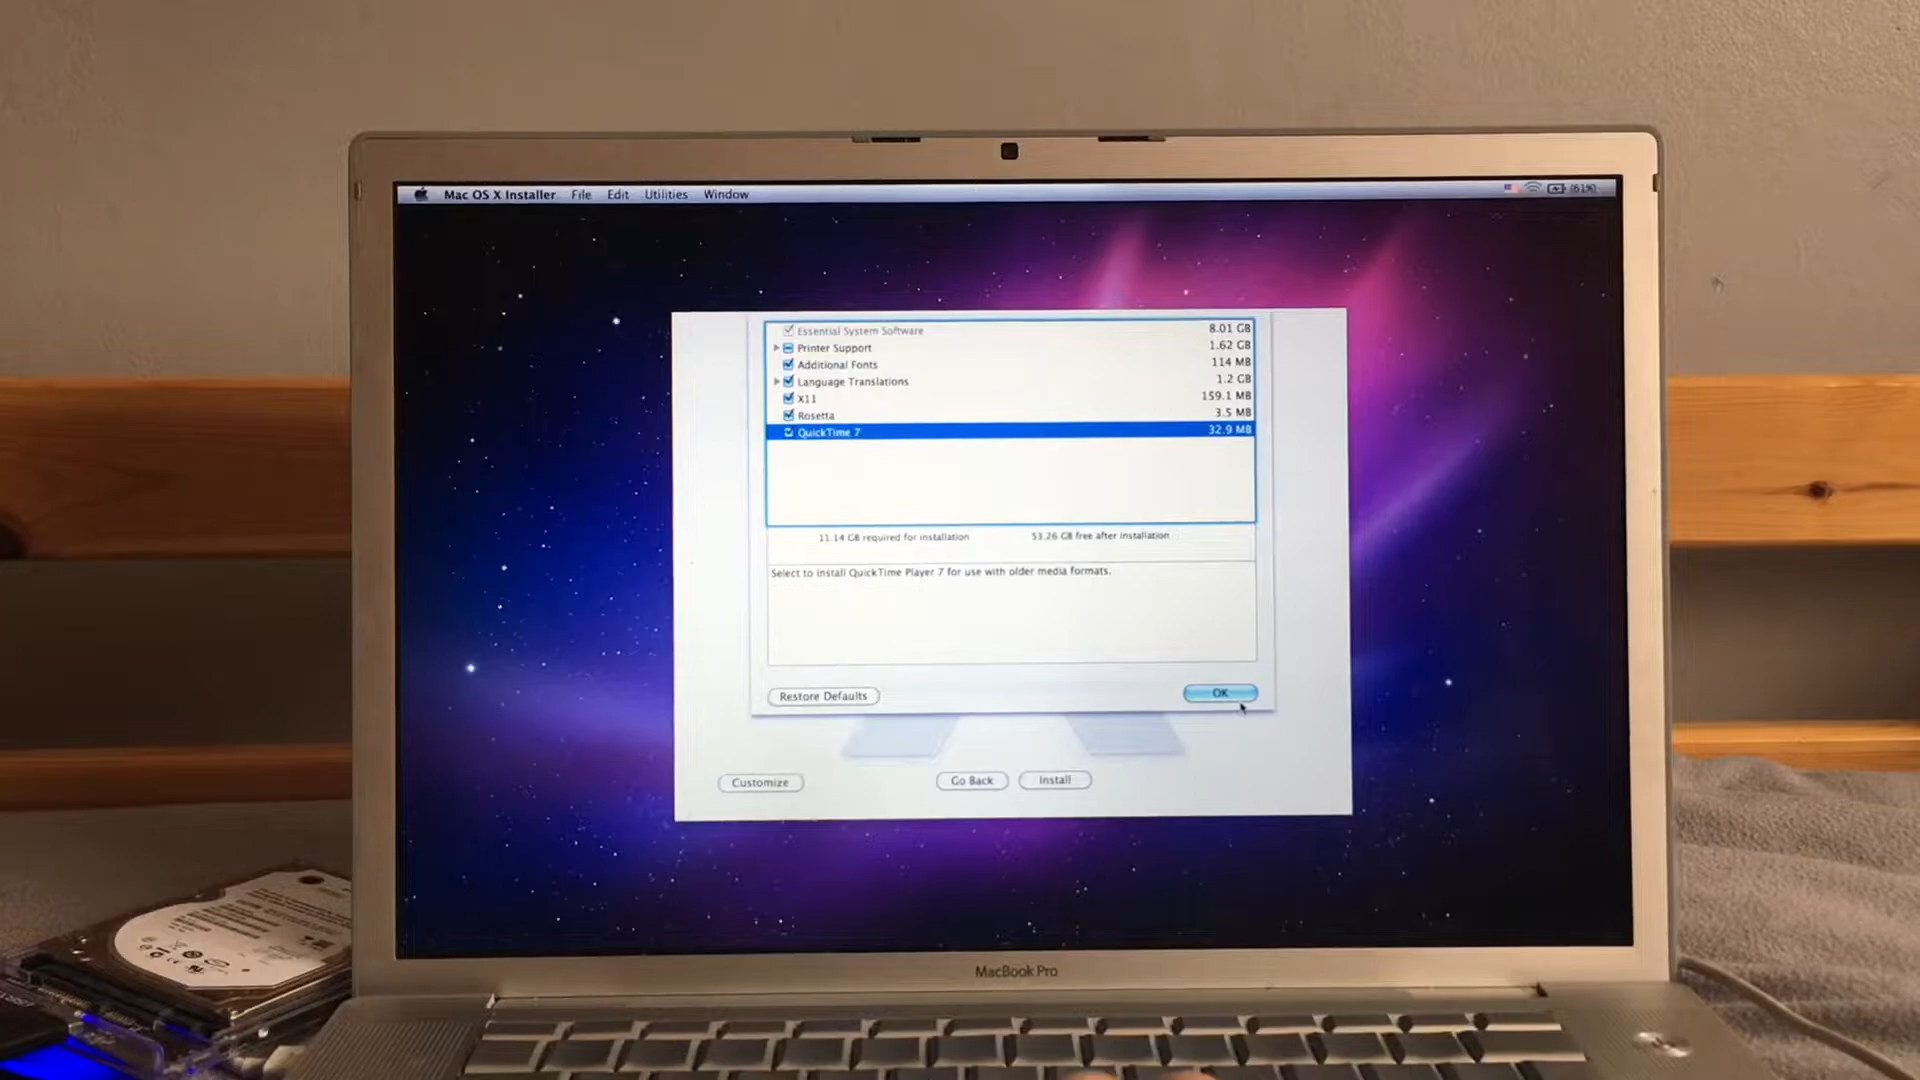 Mac OS X Installer File Edit Utilities Window
Essential System Software 8.01 GB
Printer Support 1.62 GB
Additional Fonts 114 MB
Language Translations 1.2 GB
X11 159.1 MB
Rosetta 3.5 MB
QuickTime 7 32.9 MB
11.14 GB required for installation 53.26 GB free after installation
Select to install QuickTime Player 7 for use with older media formats.
Restore Defaults OK
Customize Go Back Install
MacBook Pro